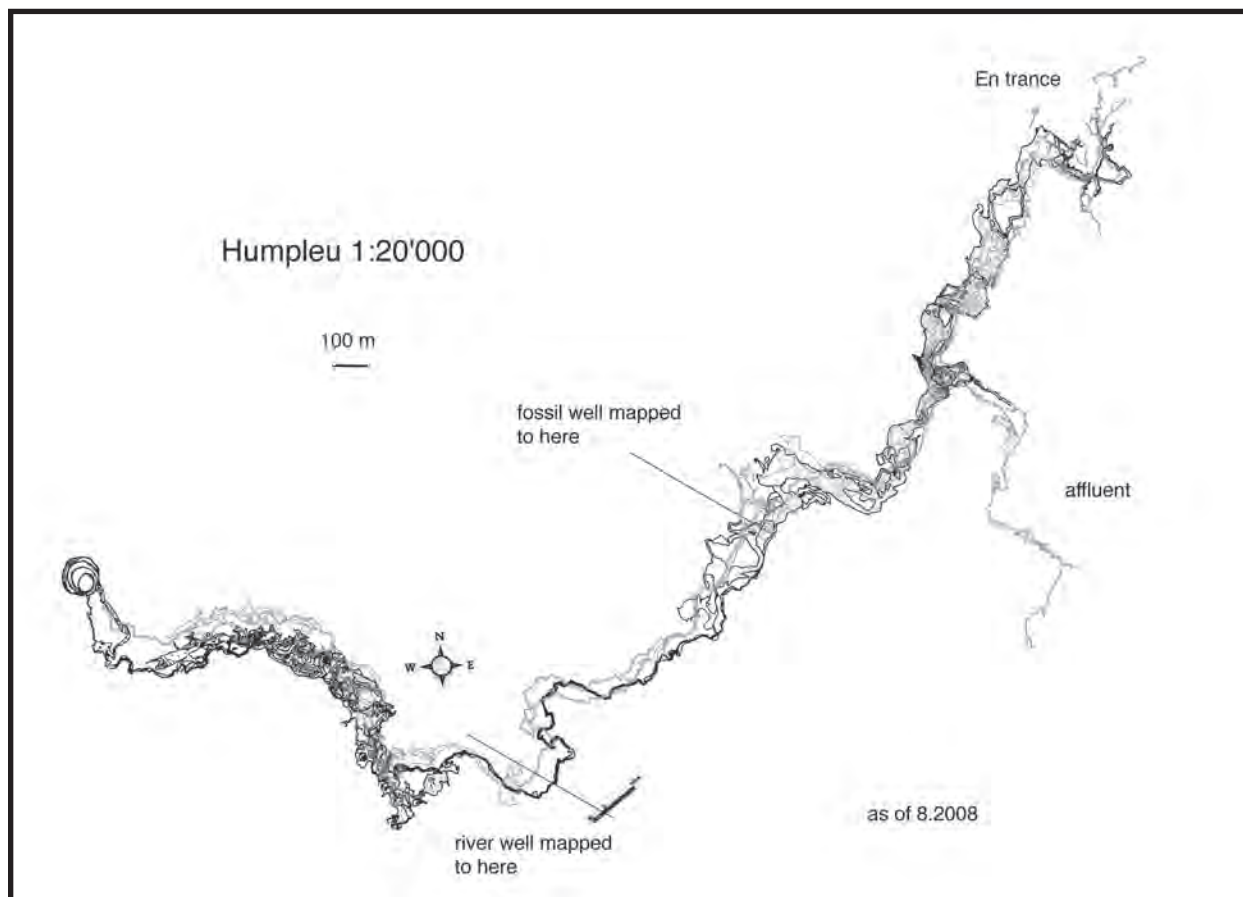 En trance
Humpleu 1:20'000
100 m
fossil well mapped
to here
affluent
N
W E
S
as of 8.2008
river well mapped
to here